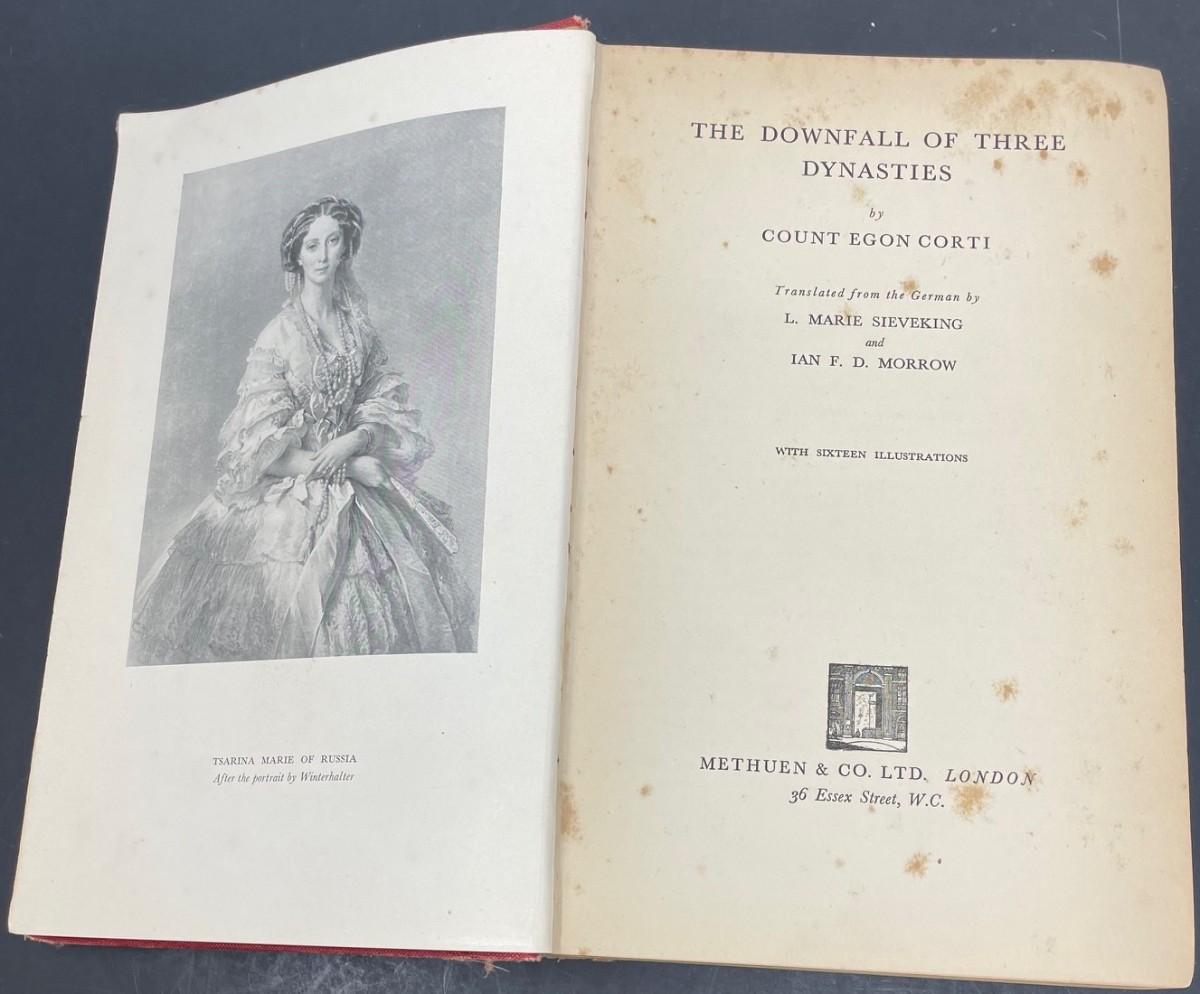 TSARINA MARIE OF RUSSIA
After the portrait by Winterhalter
THE DOWNFALL OF THREE
DYNASTIES
by
COUNT EGON CORTI
Translated from the German by
L. MARIE SIEVEKING
and
IAN F. D. MORROW
WITH SIXTEEN ILLUSTRATIONS
METHUEN & CO. LTD. LONDON
36 Essex Street, W.C.